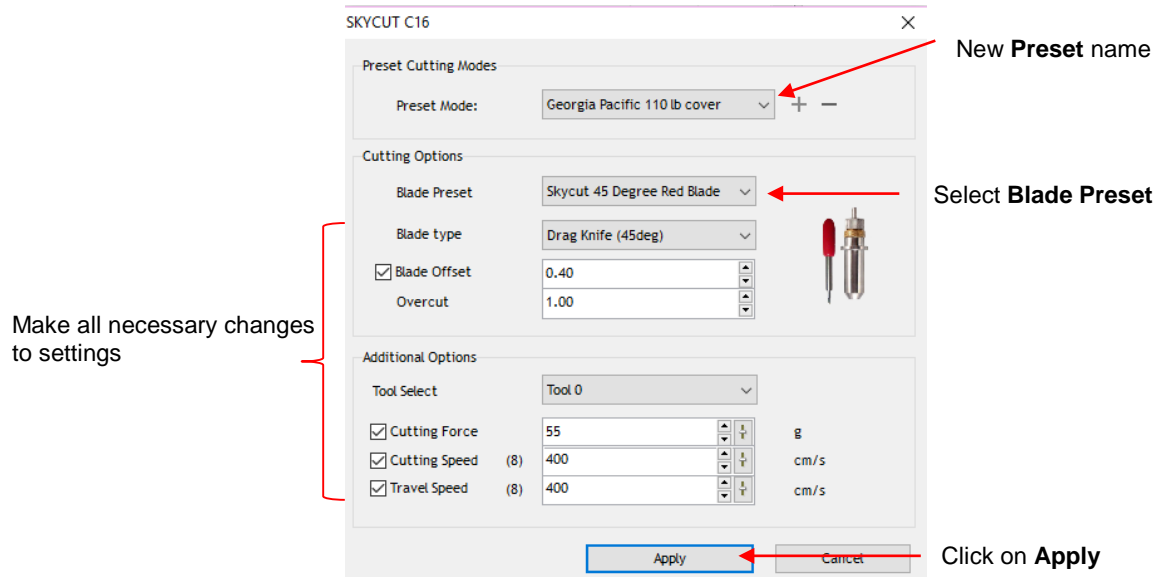 SKYCUT C16
New Preset name
Preset Cutting Modes
Preset Mode: Georgia Pacific 110 lb cover
Cutting Options
Blade Preset Skycut 45 Degree Red Blade
Select Blade Preset
Blade type Drag Knife (45deg)
Blade Offset 0.40
Overcut 1.00
Make all necessary changes
to settings
Additional Options
Tool Select Tool 0
Cutting Force 55 g
Cutting Speed (8) 400 cm/s
Travel Speed (8) 400 cm/s
Apply Cancel
Click on Apply